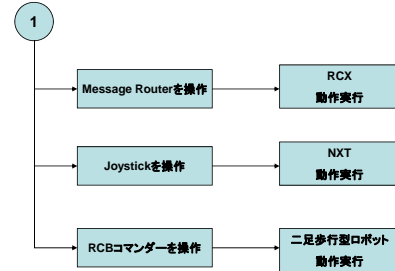 1
Message Routerを操作
RCX
動作実行
Joystickを操作
NXT
動作実行
RCBコマンダーを操作
二足歩行型ロボット
動作実行